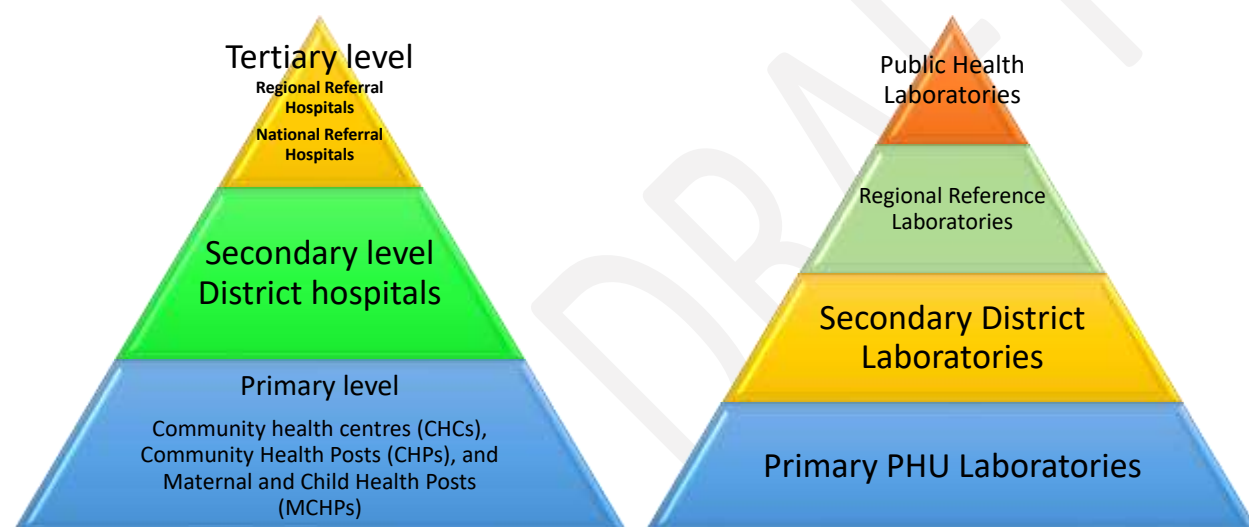 Tertiary level
Regional Referral
Hospitals
National Referral
Hospitals
Secondary level
District hospitals
Primary level
Community health centres (CHCs),
Community Health Posts (CHPs), and
Maternal and Child Health Posts
(MCHPs)
Public Health
Laboratories
Regional Reference
Laboratories
Secondary District
Laboratories
Primary PHU Laboratories
DRAFT